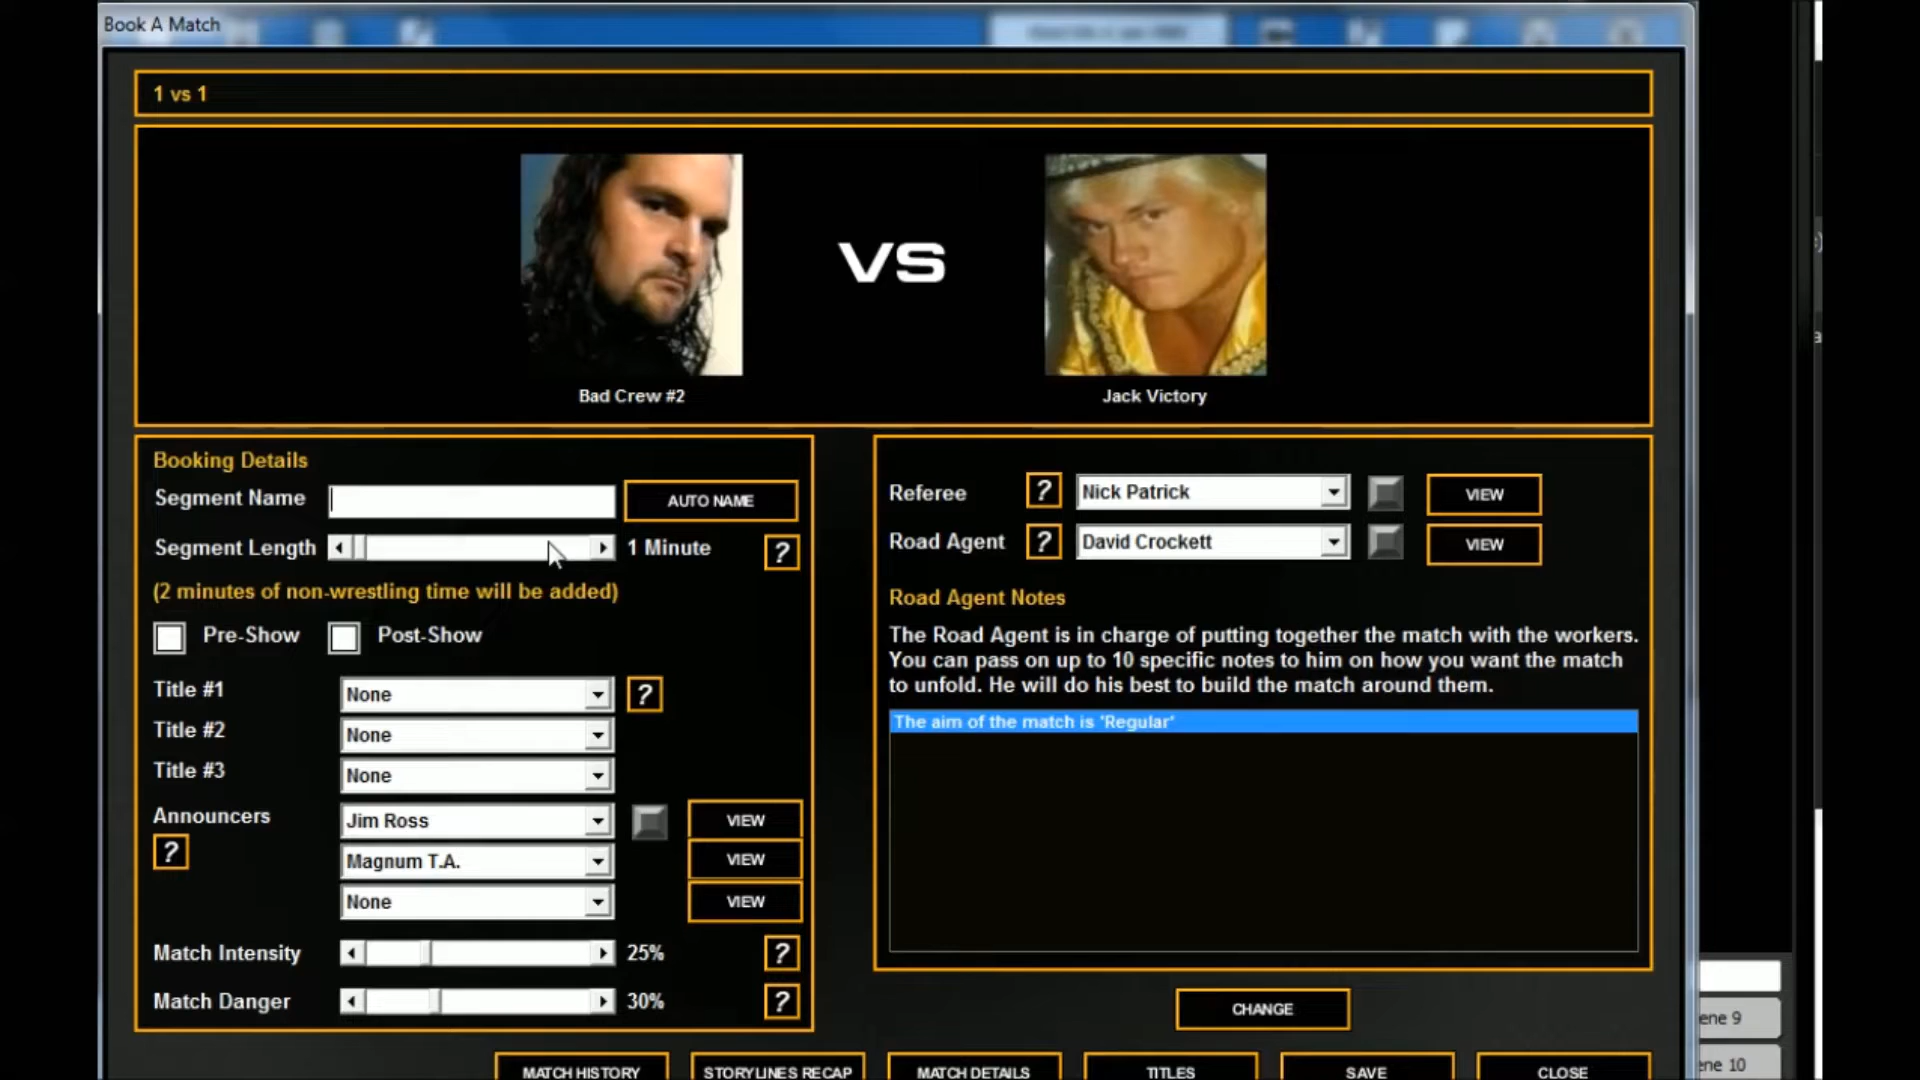 Book A Match
1 vs 1
VS
Bad Crew #2
Jack Victory
Booking Details
Segment Name
AUTO NAME
Segment Length
1 Minute
?
(2 minutes of non-wrestling time will be added)
Pre-Show
Post-Show
Title #1
None
?
Title #2
None
Title #3
None
Announcers
Jim Ross
VIEW
?
Magnum T.A.
VIEW
None
VIEW
Match Intensity
25%
?
Match Danger
30%
?
Referee
?
Nick Patrick
VIEW
Road Agent
?
David Crockett
VIEW
Road Agent Notes
The Road Agent is in charge of putting together the match with the workers.
You can pass on up to 10 specific notes to him on how you want the match
to unfold. He will do his best to build the match around them.
The aim of the match is 'Regular'
CHANGE
MATCH HISTORY
STORYLINES RECAP
MATCH DETAILS
TITLES
SAVE
CLOSE
ene 9
ene 10